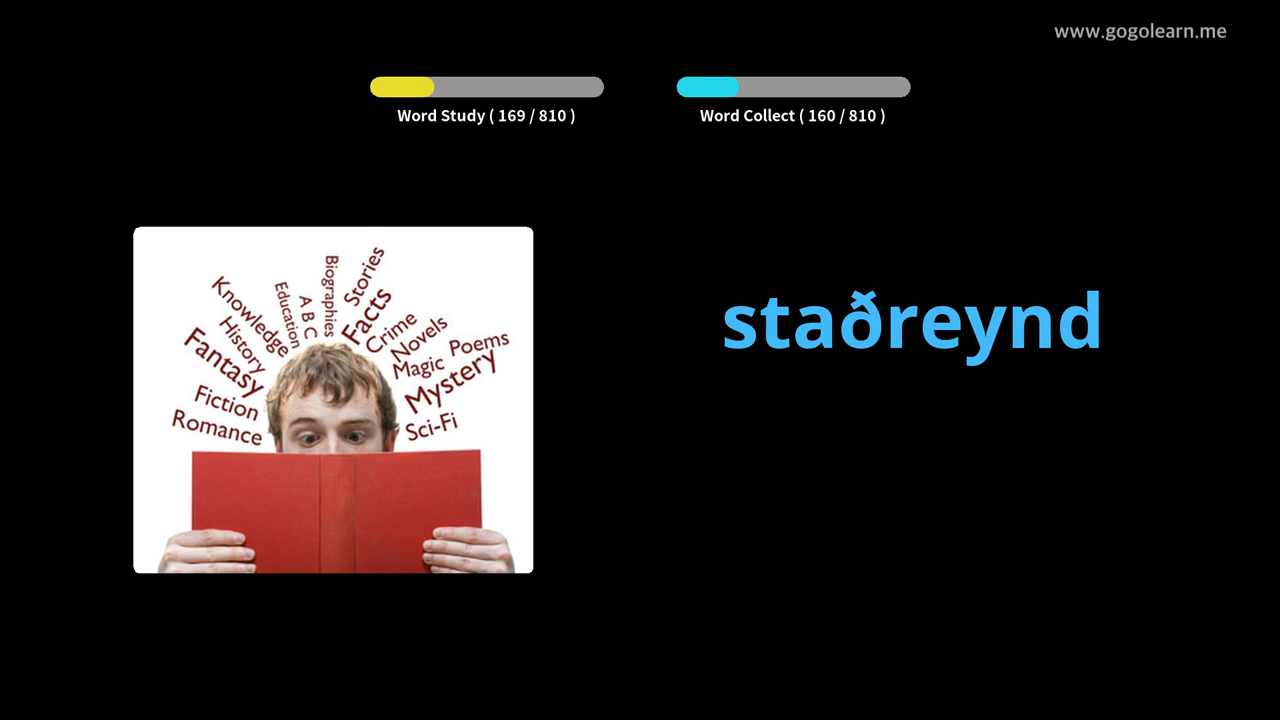 www.gogolearn.me
Word Study ( 169 / 810 )
Word Collect ( 160 / 810 )
Romance
Fiction
Fantasy
History
Knowledge
Education
A B C
Biographies
Stories
Facts
Crime
Novels
Magic
Poems
Mystery
Sci-Fi
staðreynd